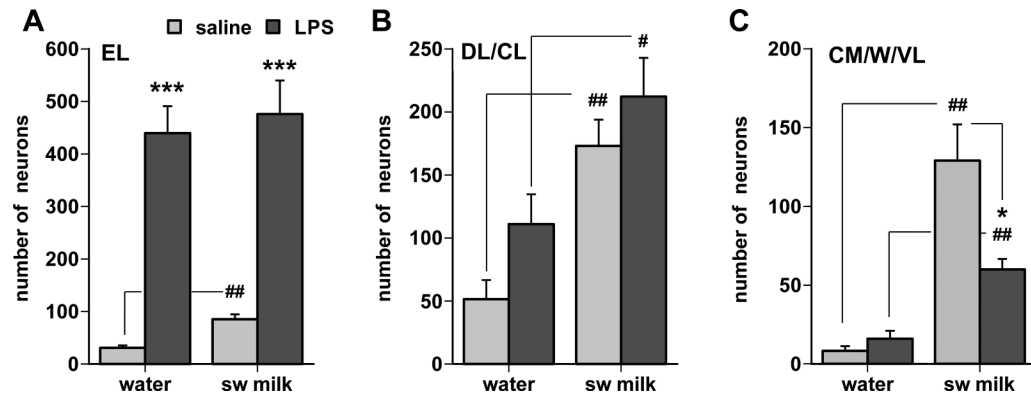 A
saline LPS
EL
number of neurons
600
500
400
300
200
100
0
***
***
##
water sw milk
B
DL/CL
number of neurons
250
200
150
100
50
0
##
#
water sw milk
C
CM/W/VL
number of neurons
200
150
100
50
0
##
*
##
water sw milk